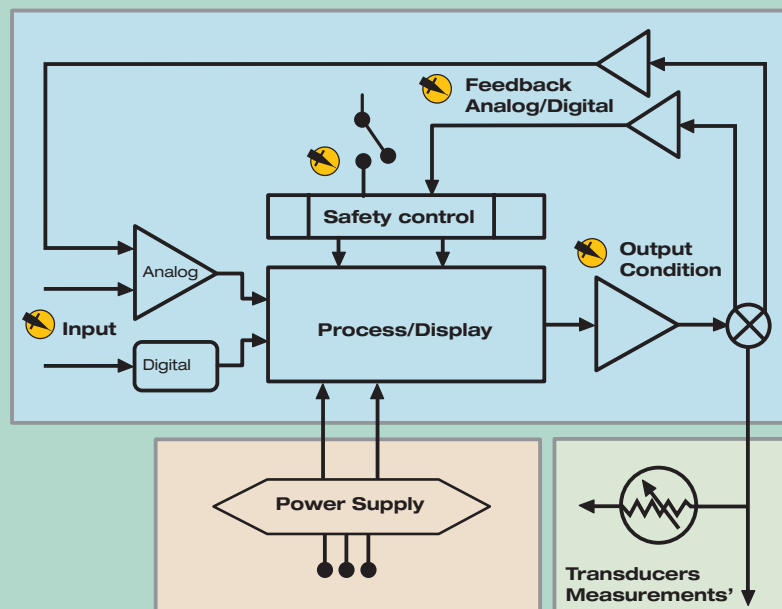 Feedback
Analog/Digital
Safety control
Output
Condition
Analog
Input
Process/Display
Digital
Power Supply
Transducers
Measurements'